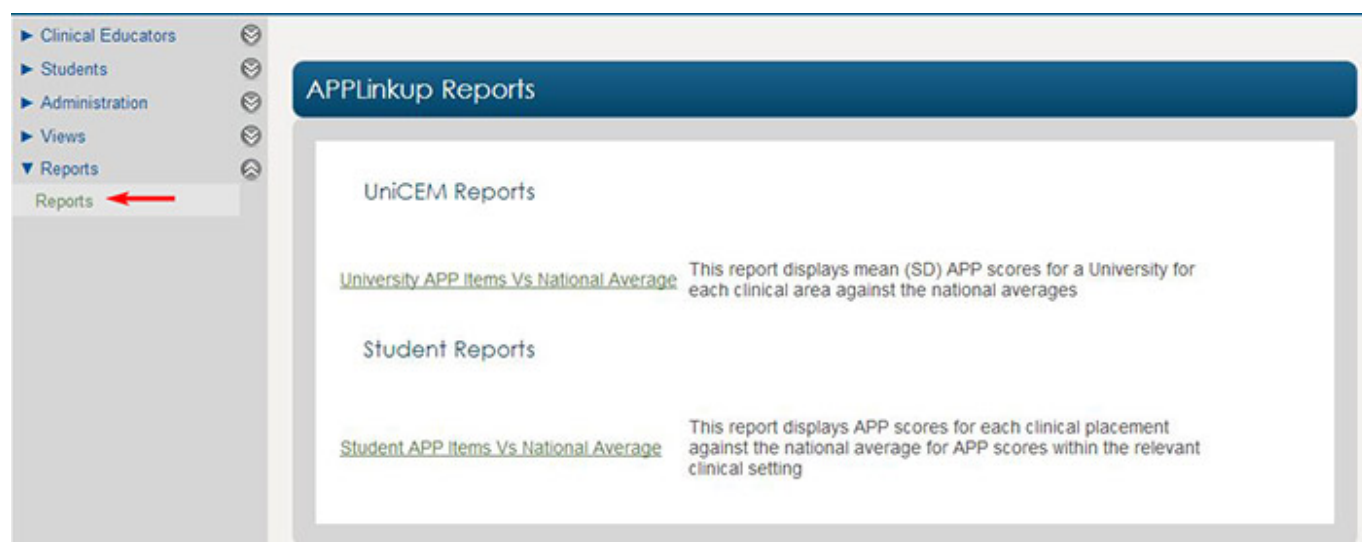 Clinical Educators
Students
Administration
Views
Reports
Reports
APPLinkup Reports
UniCEM Reports
University APP Items Vs National Average
This report displays mean (SD) APP scores for a University for
each clinical area against the national averages
Student Reports
Student APP Items Vs National Average
This report displays APP scores for each clinical placement
against the national average for APP scores within the relevant
clinical setting